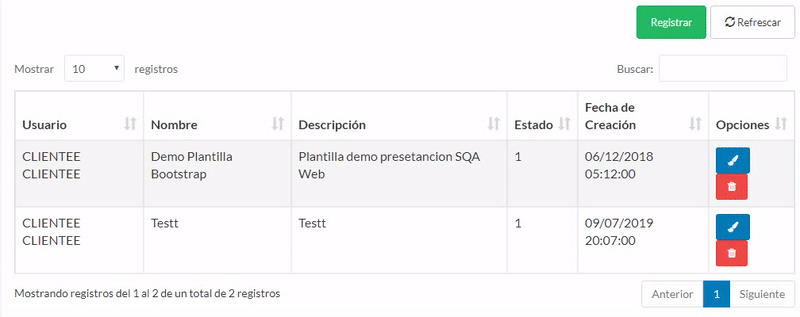 Registrar Refrescar
Mostrar 10 registros Buscar:
Usuario Nombre Descripción Estado Fecha de Creación Opciones
CLIENTEE Demo Plantilla Plantilla demo presetancion SQA 1 06/12/2018
CLIENTEE Bootstrap Web 05:12:00
CLIENTEE Testt Testt 1 09/07/2019
CLIENTEE 20:07:00
Mostrando registros del 1 al 2 de un total de 2 registros Anterior 1 Siguiente